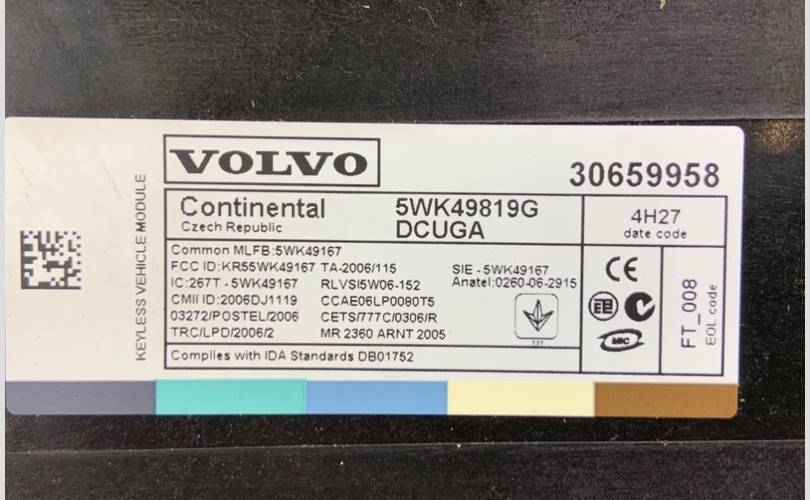 KEYLESS VEHICLE MODULE
VOLVO
30659958
Continental
Czech Republic
5WK49819G
DCUGA
4H27
date code
Common MLFB:5WK49167
FCC ID:KR55WK49167 TA-2006/115
IC:267T - 5WK49167 RLVSI5W06-152
CMII ID:2006DJ1119 CCAE06LP0080T5
03272/POSTEL/2006 CETS/777C/0306/R
TRC/LPD/2006/2 MR 2360 ARNT 2005
SIE - 5WK49167
Anatel:0260-06-2915
Complies with IDA Standards DB01752
CE
MIC
FT_008
EOL code